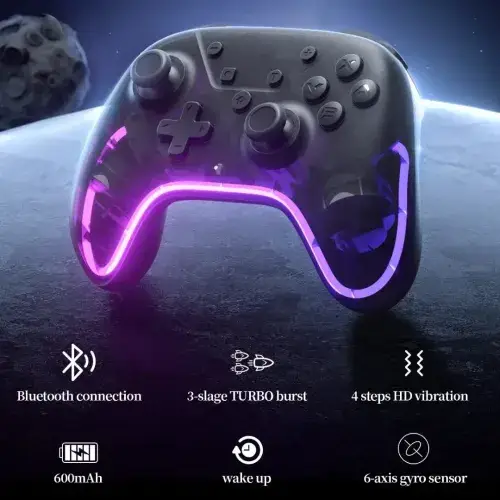 Bluetooth connection
3-slage TURBO burst
4 steps HD vibration
600mAh
wake up
6-axis gyro sensor